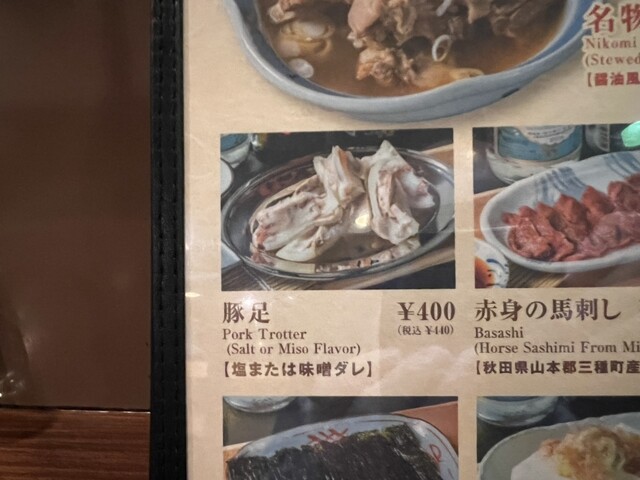 名物
Nikomi
(Stewed
【醤油風
豚足 ¥400
(税込 ¥440)
Pork Trotter
(Salt or Miso Flavor)
【塩または味噌ダレ】
赤身の馬刺し
Basashi
(Horse Sashimi From Mi
【秋田県山本郡三種町産